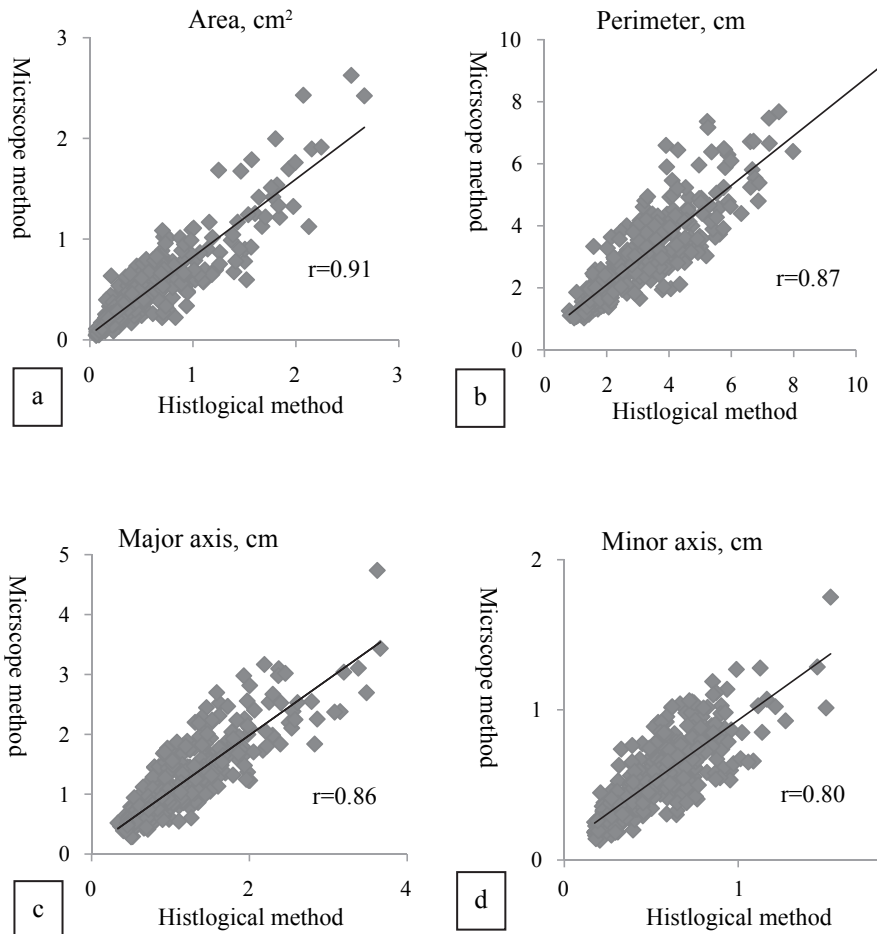 Area, cm²
Micrscope method
3
2
1
0
0 1 2 3
r=0.91
Histlogical method
a
Perimeter, cm
Micrscope method
10
8
6
4
2
0
0 2 4 6 8 10
r=0.87
Histlogical method
b
Major axis, cm
Micrscope method
5
4
3
2
1
0
0 2 4
r=0.86
Histlogical method
c
Minor axis, cm
Micrscope method
2
1
0
0 1
r=0.80
Histlogical method
d